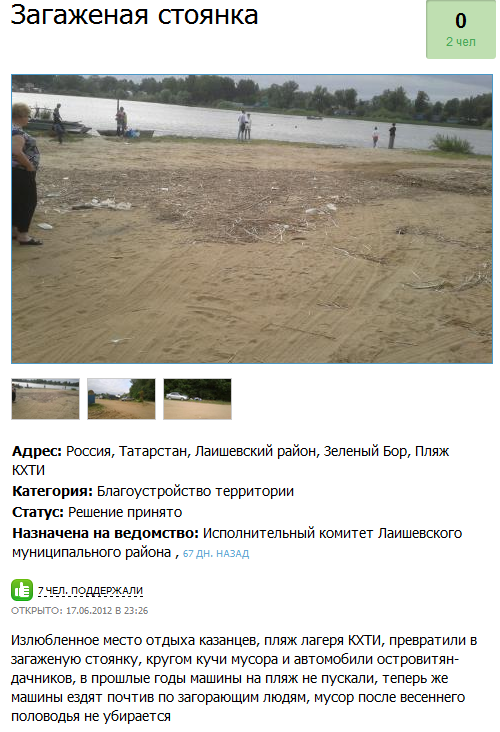 Загаженая стоянка
0
2 чел
Адрес: Россия, Татарстан, Лаишевский район, Зеленый Бор, Пляж
КХТИ
Категория: Благоустройство территории
Статус: Решение принято
Назначена на ведомство: Исполнительный комитет Лаишевского
муниципального района , 67 ДН. НАЗАД
7 ЧЕЛ. ПОДДЕРЖАЛИ
ОТКРЫТО: 17.06.2012 В 23:26
Излюбленное место отдыха казанцев, пляж лагеря КХТИ, превратили в
загаженую стоянку, кругом кучи мусора и автомобили островитян-
дачников, в прошлые годы машины на пляж не пускали, теперь же
машины ездят почтив по загорающим людям, мусор после весеннего
половодья не убирается